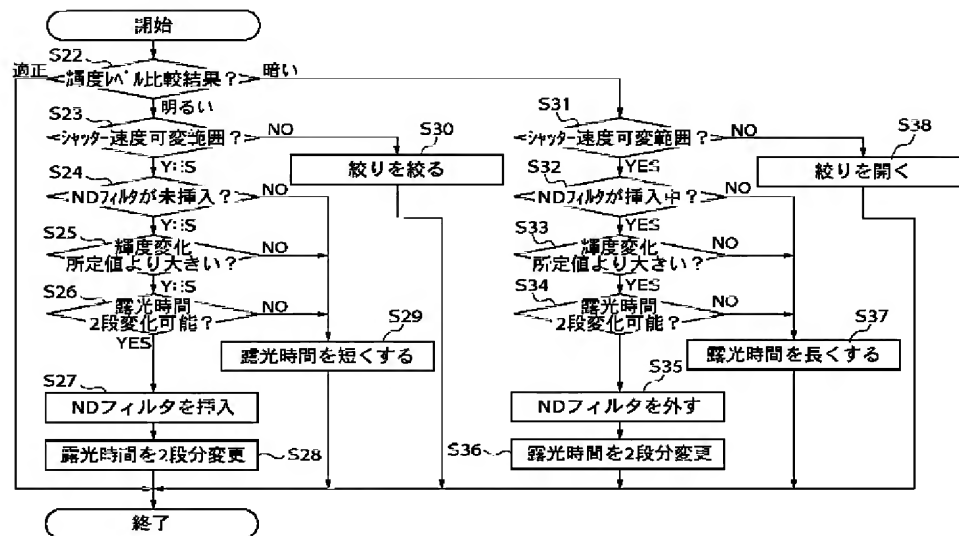 開始
S22
適正
輝度レベル比較結果?
暗い
明るい
S23
シャッター速度可変範囲?
NO
YES
S30
絞りを絞る
S24
NDフィルタが未挿入?
NO
YES
S25
輝度変化
所定値より大きい?
NO
YES
S26
露光時間
2段変化可能?
NO
YES
S29
露光時間を短くする
S27
NDフィルタを挿入
露光時間を2段分変更
S28
S31
シャッター速度可変範囲?
NO
YES
S38
絞りを開く
S32
NDフィルタが挿入中?
NO
YES
S33
輝度変化
所定値より大きい?
NO
YES
S34
露光時間
2段変化可能?
NO
S37
露光時間を長くする
S35
NDフィルタを外す
S36
露光時間を2段分変更
終了